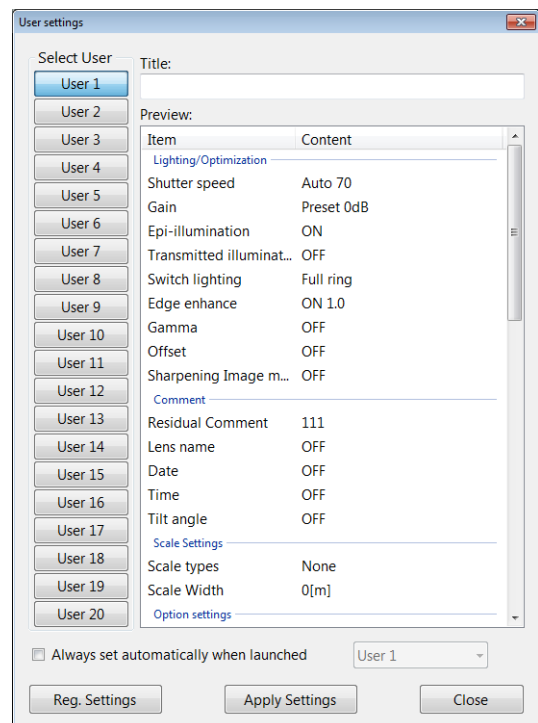 User settings
Select User
Title:
User 1
User 2
Preview:
User 3
Item Content
Lighting/Optimization
User 4
Shutter speed Auto 70
User 5
Gain Preset 0dB
User 6
Epi-illumination ON
User 7
Transmitted illuminat... OFF
User 8
Switch lighting Full ring
User 9
Edge enhance ON 1.0
User 10
Gamma OFF
User 11
Offset OFF
Sharpening Image m... OFF
User 12
Comment
User 13
Residual Comment 111
User 14
Lens name OFF
User 15
Date OFF
User 16
Time OFF
User 17
Tilt angle OFF
Scale Settings
User 18
Scale types None
User 19
Scale Width 0[m]
User 20
Option settings
Always set automatically when launched User 1
Reg. Settings Apply Settings Close